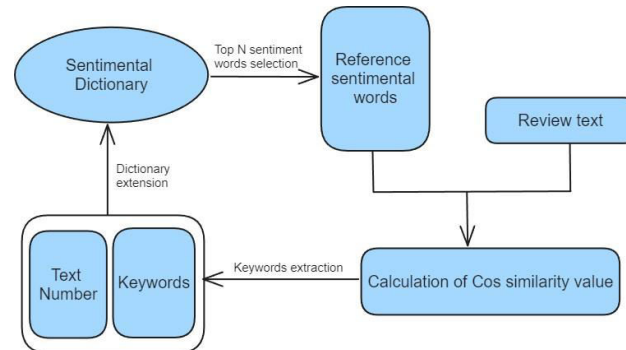 Sentimental
Dictionary
Top N sentiment
words selection
Reference
sentimental
words
Review text
Dictionary
extension
Text
Number
Keywords
Keywords extraction
Calculation of Cos similarity value